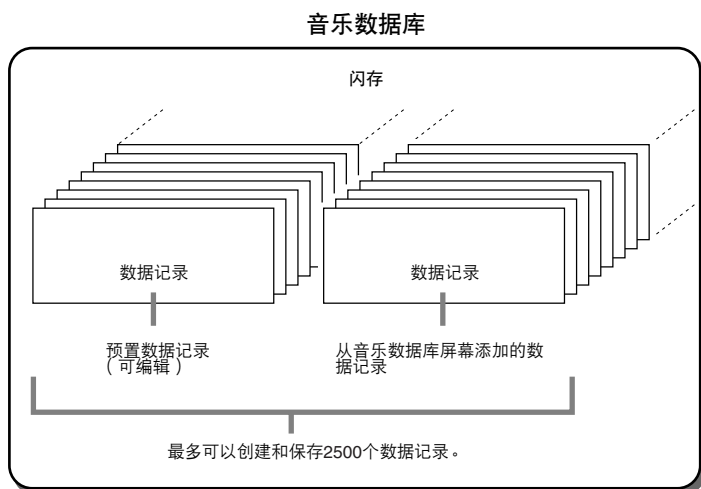 音乐数据库
闪存
数据记录
数据记录
预置数据记录
（可编辑）
从音乐数据库屏幕添加的数
据记录
最多可以创建和保存2500个数据记录。